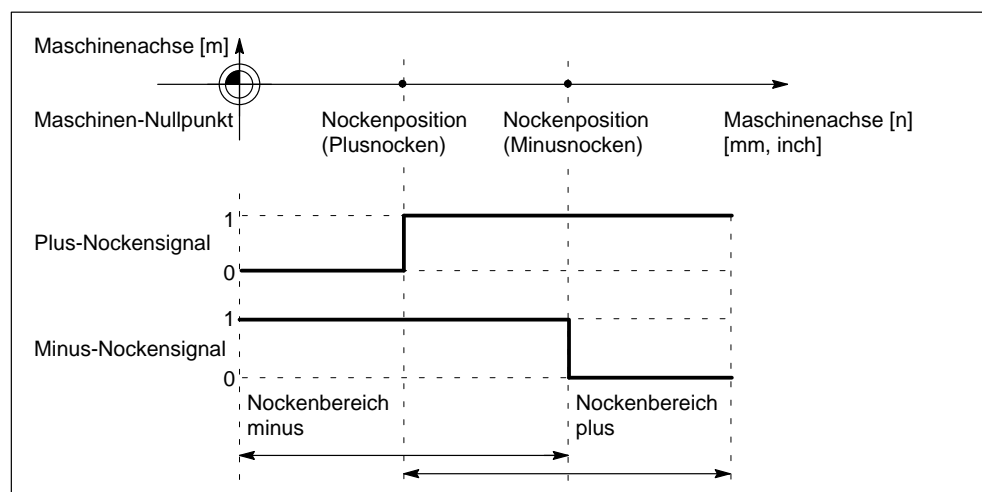 Maschinenachse [m]
Maschinen-Nullpunkt
Nockenposition
(Plusnocken)
Nockenposition
(Minusnocken)
Maschinenachse [n]
[mm, inch]
1
Plus-Nockensignal
0
1
Minus-Nockensignal
0
Nockenbereich
minus
Nockenbereich
plus